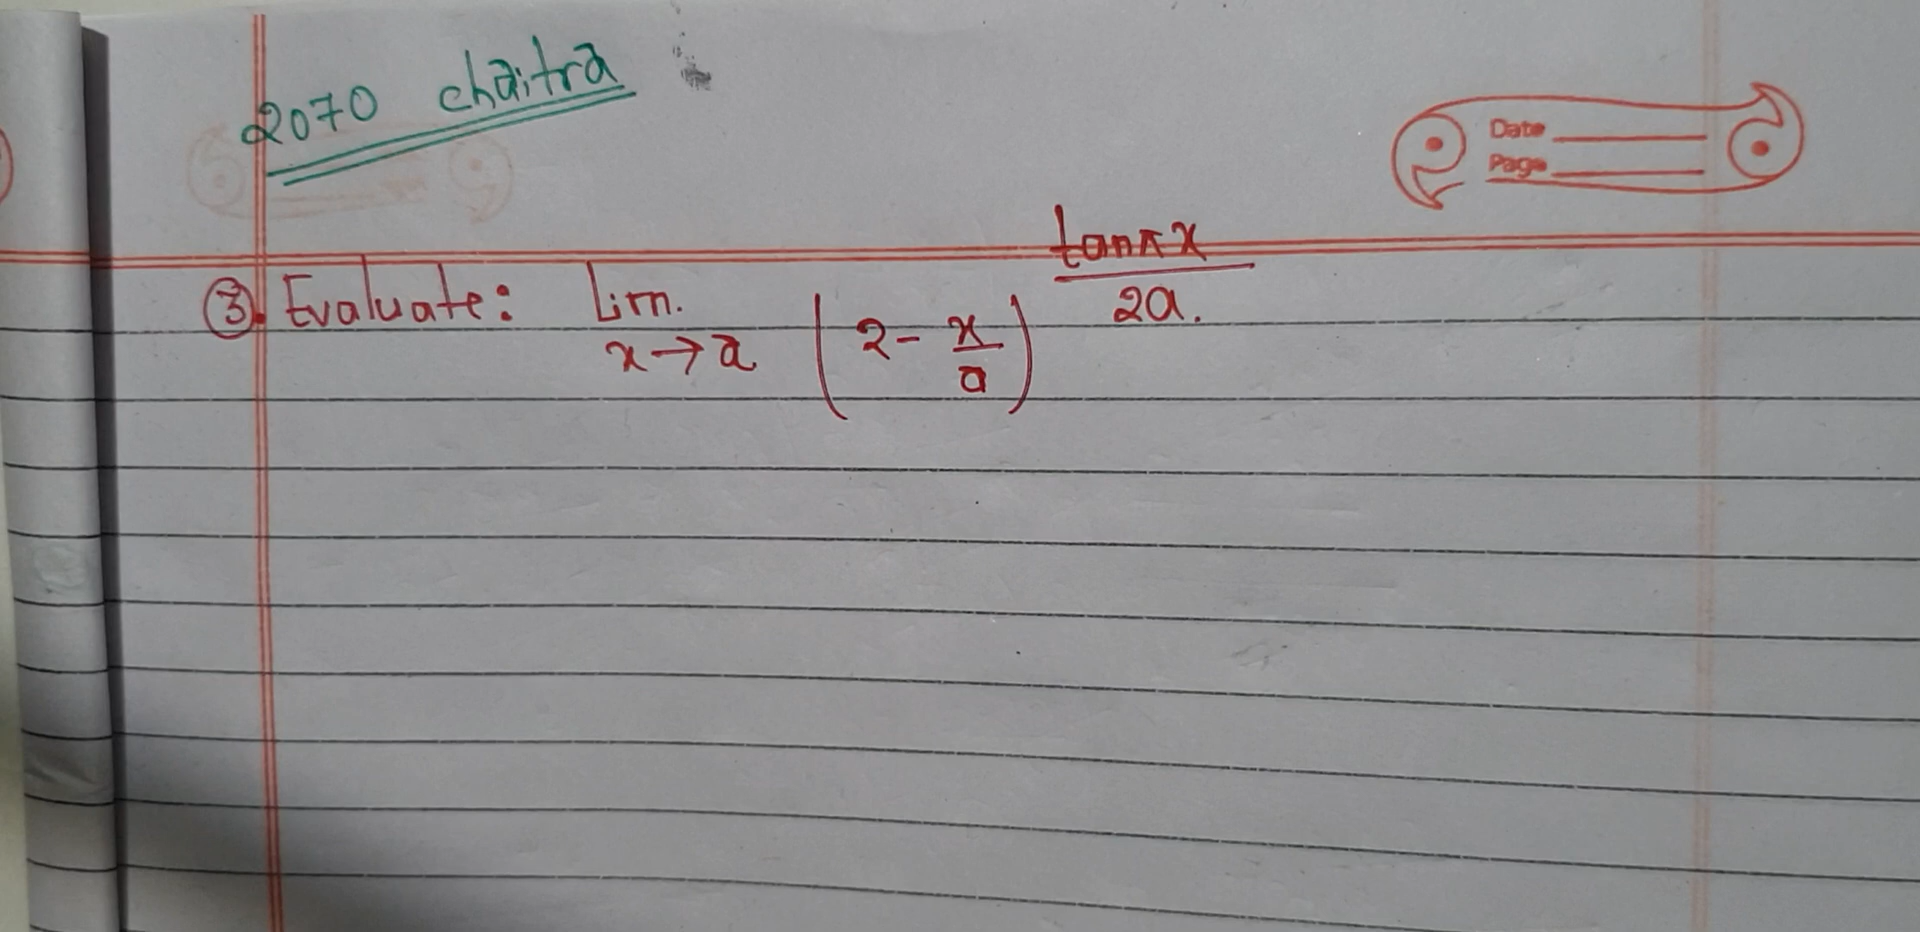 2070 chaitra
Date
Page
③. Evaluate: Lim. x→a (2 - x/a)^(tanπx/2a).